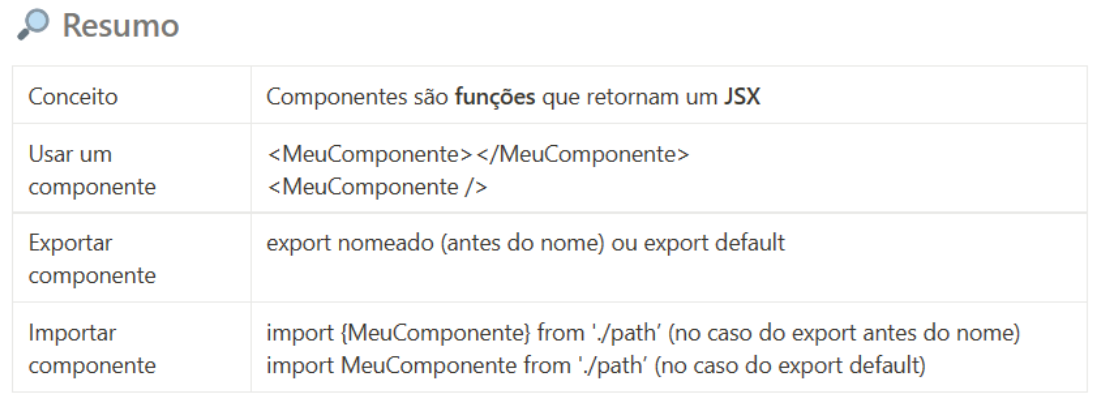 Resumo
Conceito
Componentes são funções que retornam um JSX
Usar um
componente
<MeuComponente></MeuComponente>
<MeuComponente />
Exportar
componente
export nomeado (antes do nome) ou export default
Importar
componente
import {MeuComponente} from './path’ (no caso do export antes do nome)
import MeuComponente from './path’ (no caso do export default)